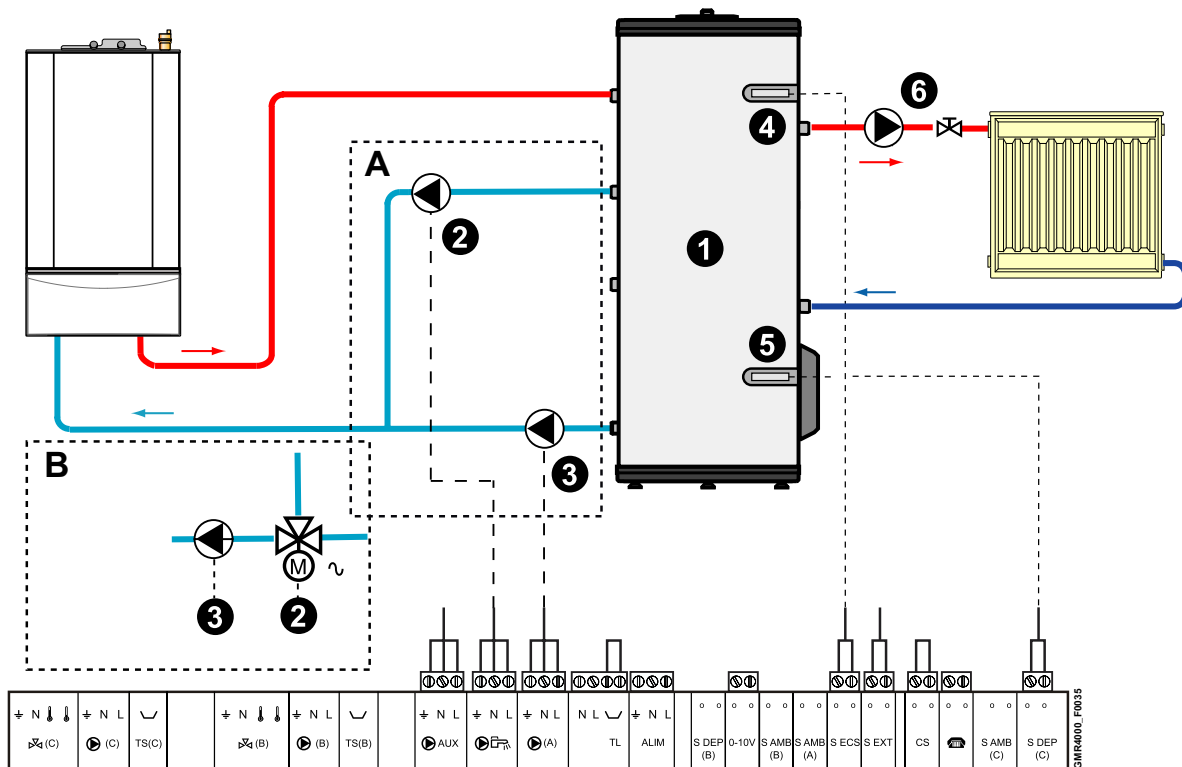 6
4
A
2
1
5
B
3
M
3
2
N (C)
N L (C)
TS(C)
N (B)
N L (B)
TS(B)
N L AUX
N L
N L (A)
N L TL
N L ALIM
S DEP (B)
0-10V
S AMB (B)
S AMB (A)
S ECS
S EXT
CS
S AMB (C)
S DEP (C)
GMR4000_F0035